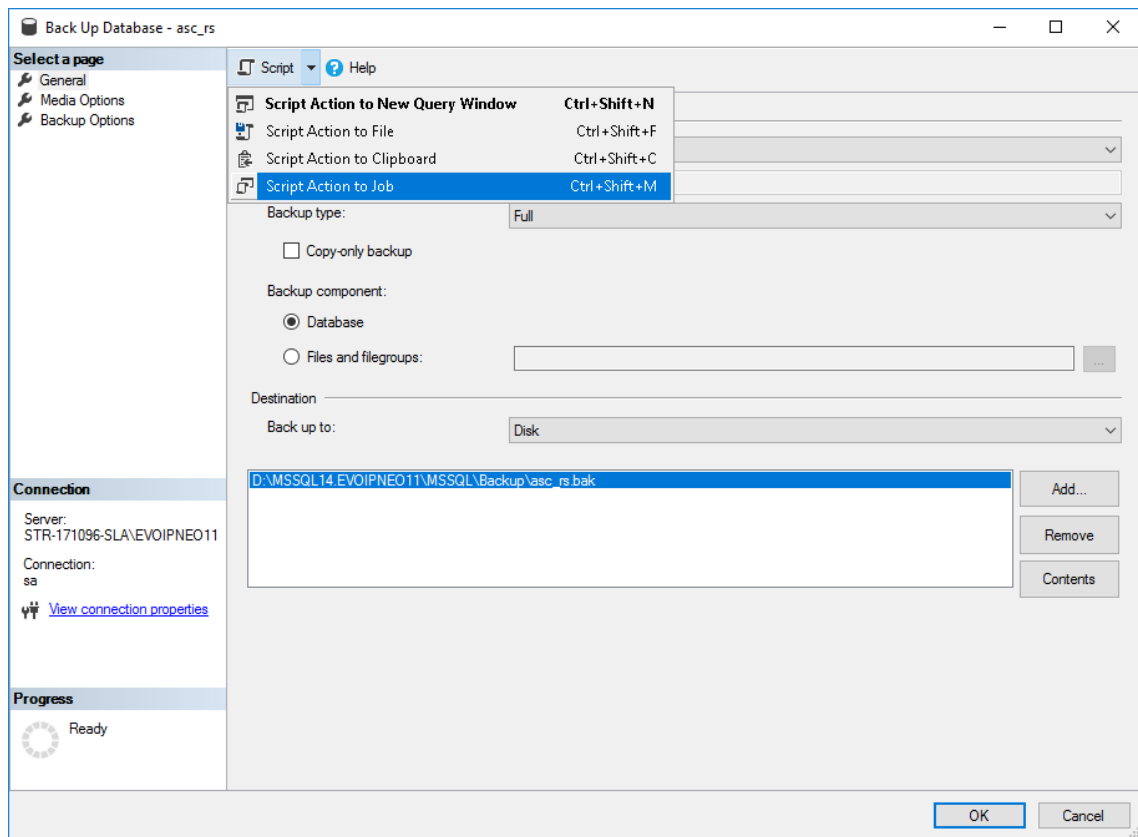 Back Up Database - asc_rs
Select a page
General
Media Options
Backup Options
Script
Help
Script Action to New Query Window Ctrl+Shift+N
Script Action to File Ctrl+Shift+F
Script Action to Clipboard Ctrl+Shift+C
Script Action to Job Ctrl+Shift+M
Backup type: Full
Copy-only backup
Backup component:
Database
Files and filegroups:
...
Destination
Back up to: Disk
D:\MSSQL14.EVOIPNEO11\MSSQL\Backup\asc_rs.bak
Add...
Remove
Contents
Connection
Server:
STR-171096-SLA\EVOIPNEO11
Connection:
sa
View connection properties
Progress
Ready
OK
Cancel